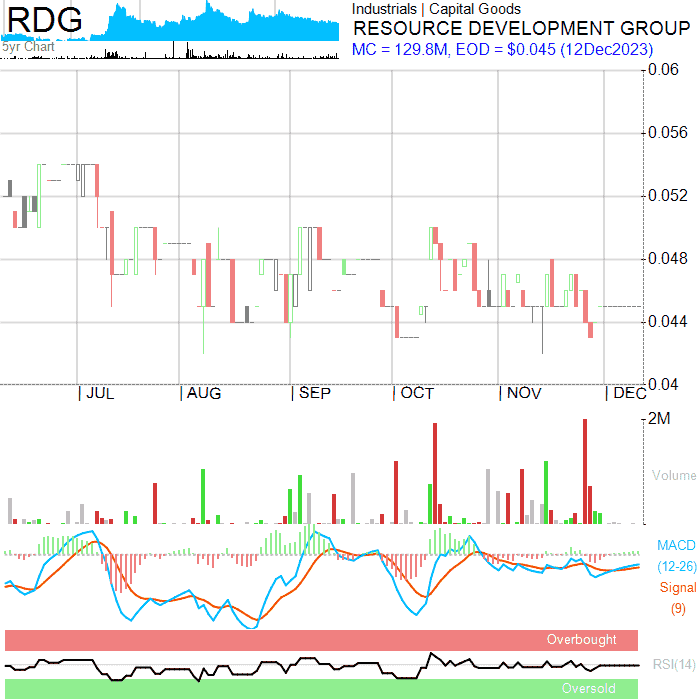 RDG
5yr Chart
Industrials | Capital Goods
RESOURCE DEVELOPMENT GROUP
MC = 129.8M, EOD = $0.045 (12Dec2023)
0.06
0.056
0.052
0.048
0.044
0.04
JUL AUG SEP OCT NOV DEC
2M
Volume
MACD
(12-26)
Signal
(9)
Overbought
RSI(14)
Oversold